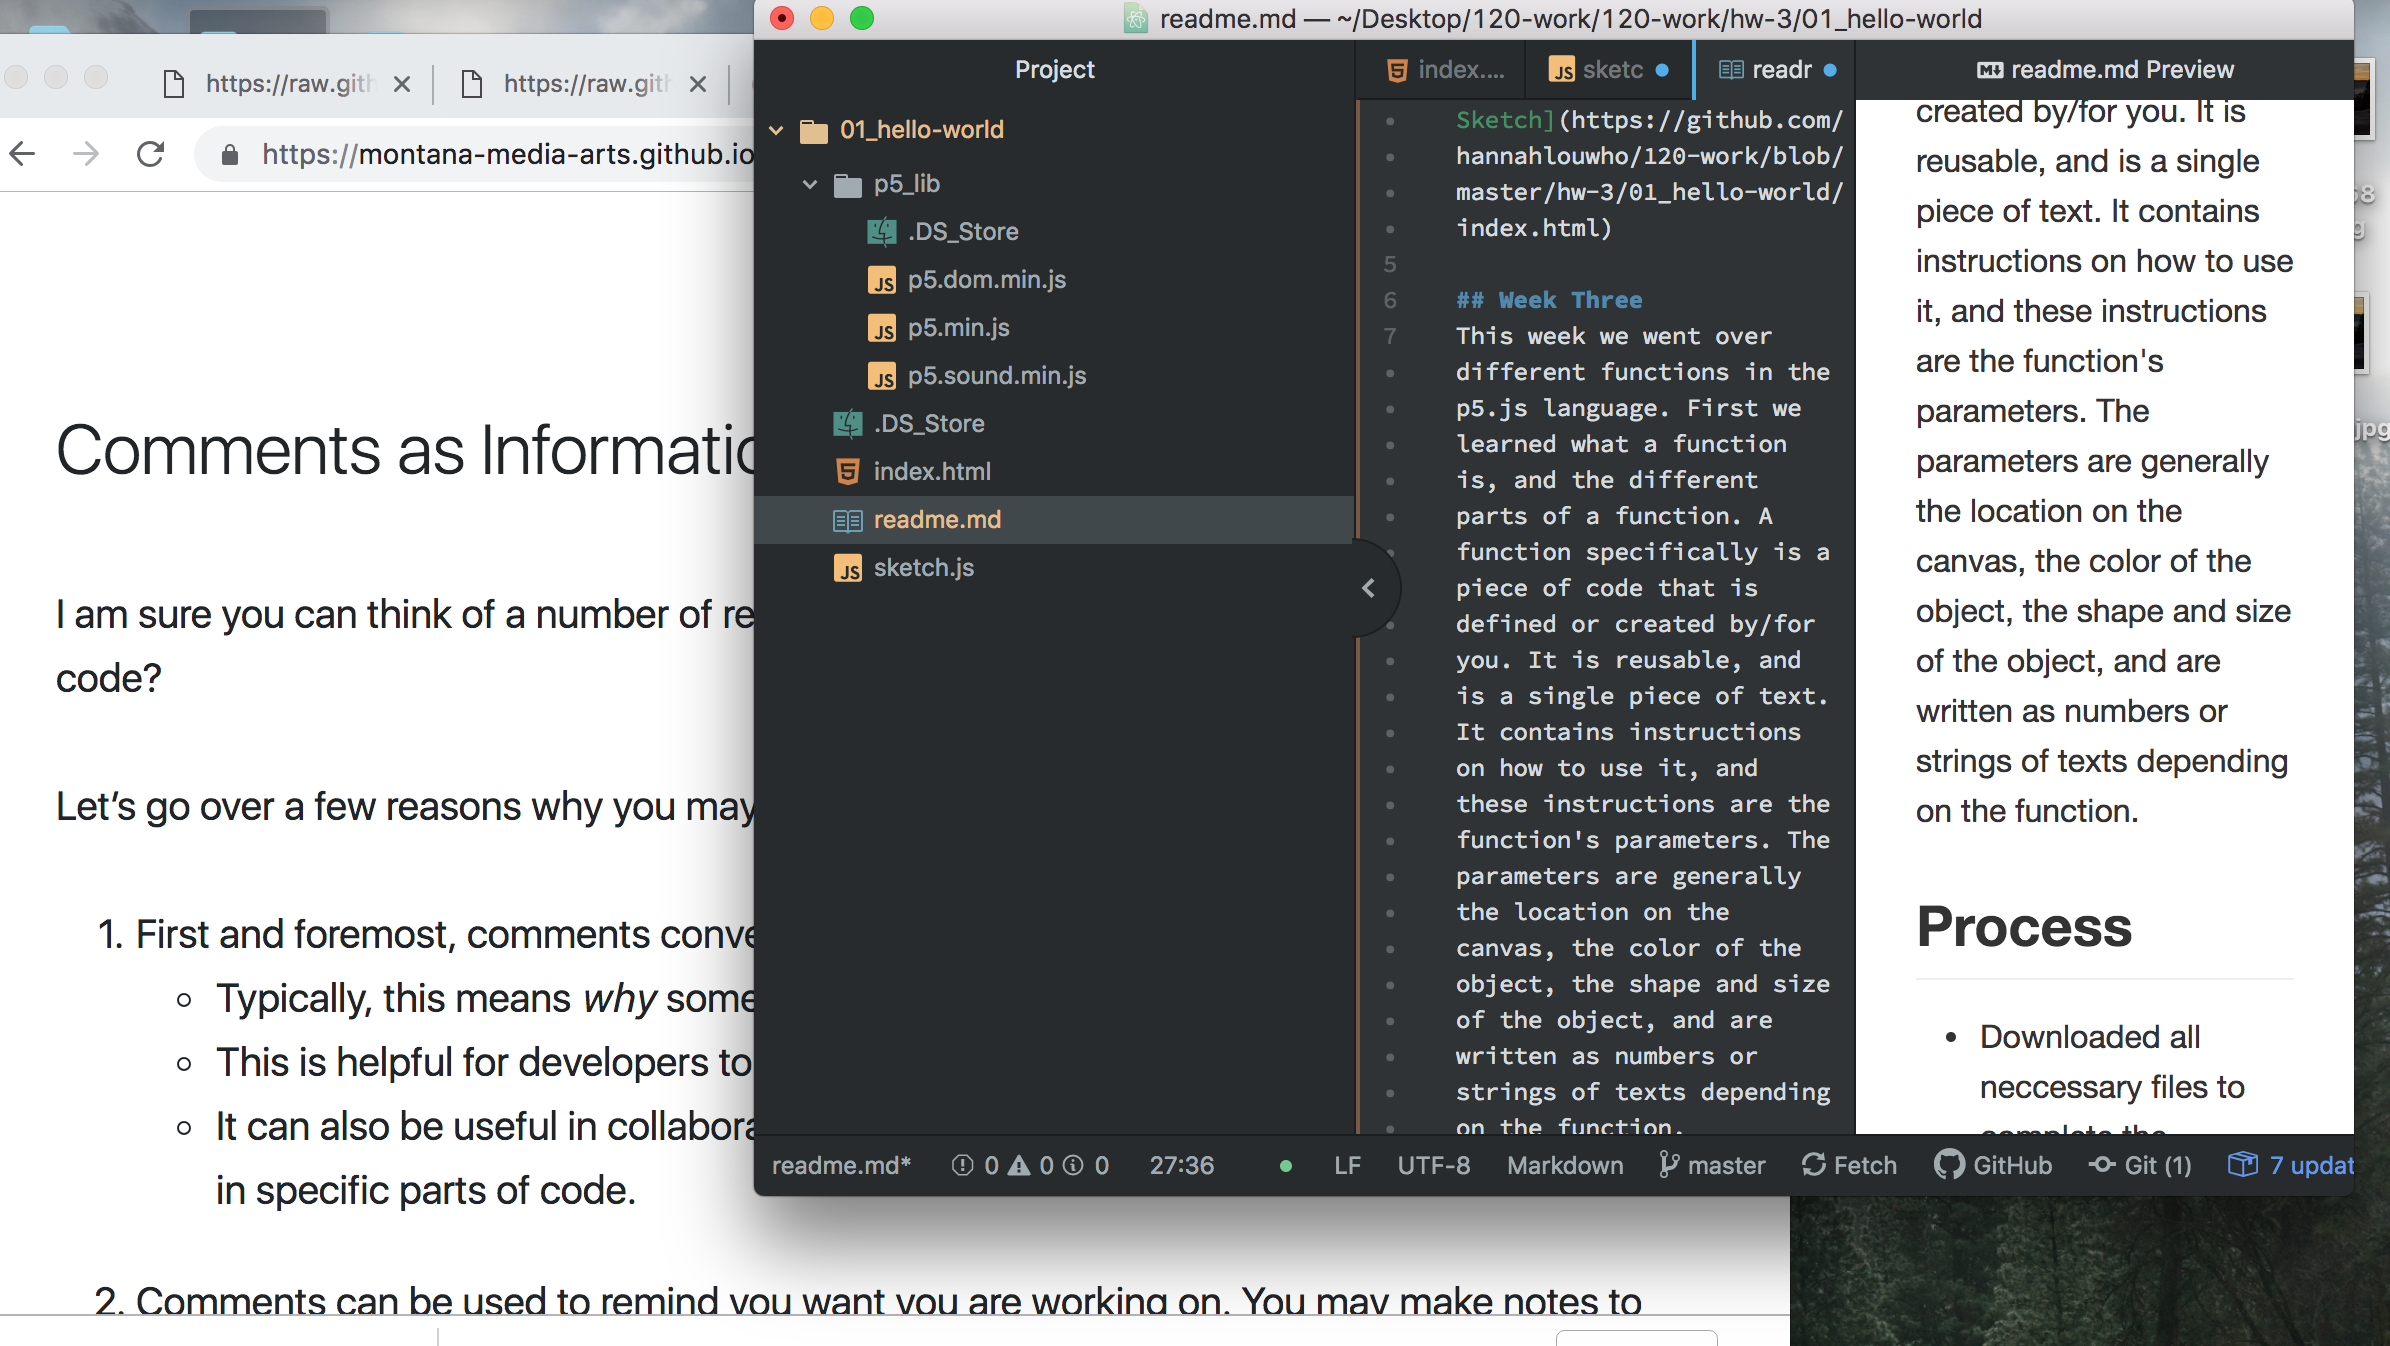 https://raw.gith
https://raw.gith
https://montana-media-arts.github.io
Comments as Informatio
I am sure you can think of a number of re
code?
Let's go over a few reasons why you may
1. First and foremost, comments conve
Typically, this means why some
This is helpful for developers to
It can also be useful in collabora
in specific parts of code.
2. Comments can be used to remind you want you are working on. You may make notes to
readme.md — ~/Desktop/120-work/120-work/hw-3/01_hello-world
Project
01_hello-world
p5_lib
.DS_Store
JS p5.dom.min.js
JS p5.min.js
JS p5.sound.min.js
.DS_Store
5 index.html
readme.md
JS sketch.js
5 index....
JS sketc
readr
Sketch](https://github.com/
hannahlouwho/120-work/blob/
master/hw-3/01_hello-world/
index.html)
5
6 ## Week Three
7 This week we went over
different functions in the
p5.js language. First we
learned what a function
is, and the different
parts of a function. A
function specifically is a
piece of code that is
defined or created by/for
you. It is reusable, and
is a single piece of text.
It contains instructions
on how to use it, and
these instructions are the
function's parameters. The
parameters are generally
the location on the
canvas, the color of the
object, the shape and size
of the object, and are
written as numbers or
strings of texts depending
on the function.
readme.md Preview
created by/for you. It is
reusable, and is a single
piece of text. It contains
instructions on how to use
it, and these instructions
are the function's
parameters. The
parameters are generally
the location on the
canvas, the color of the
object, the shape and size
of the object, and are
written as numbers or
strings of texts depending
on the function.
Process
Downloaded all
neccessary files to
complete the
readme.md* 0 0 0 27:36 LF UTF-8 Markdown master Fetch GitHub Git (1) 7 updat
8
g
jpg